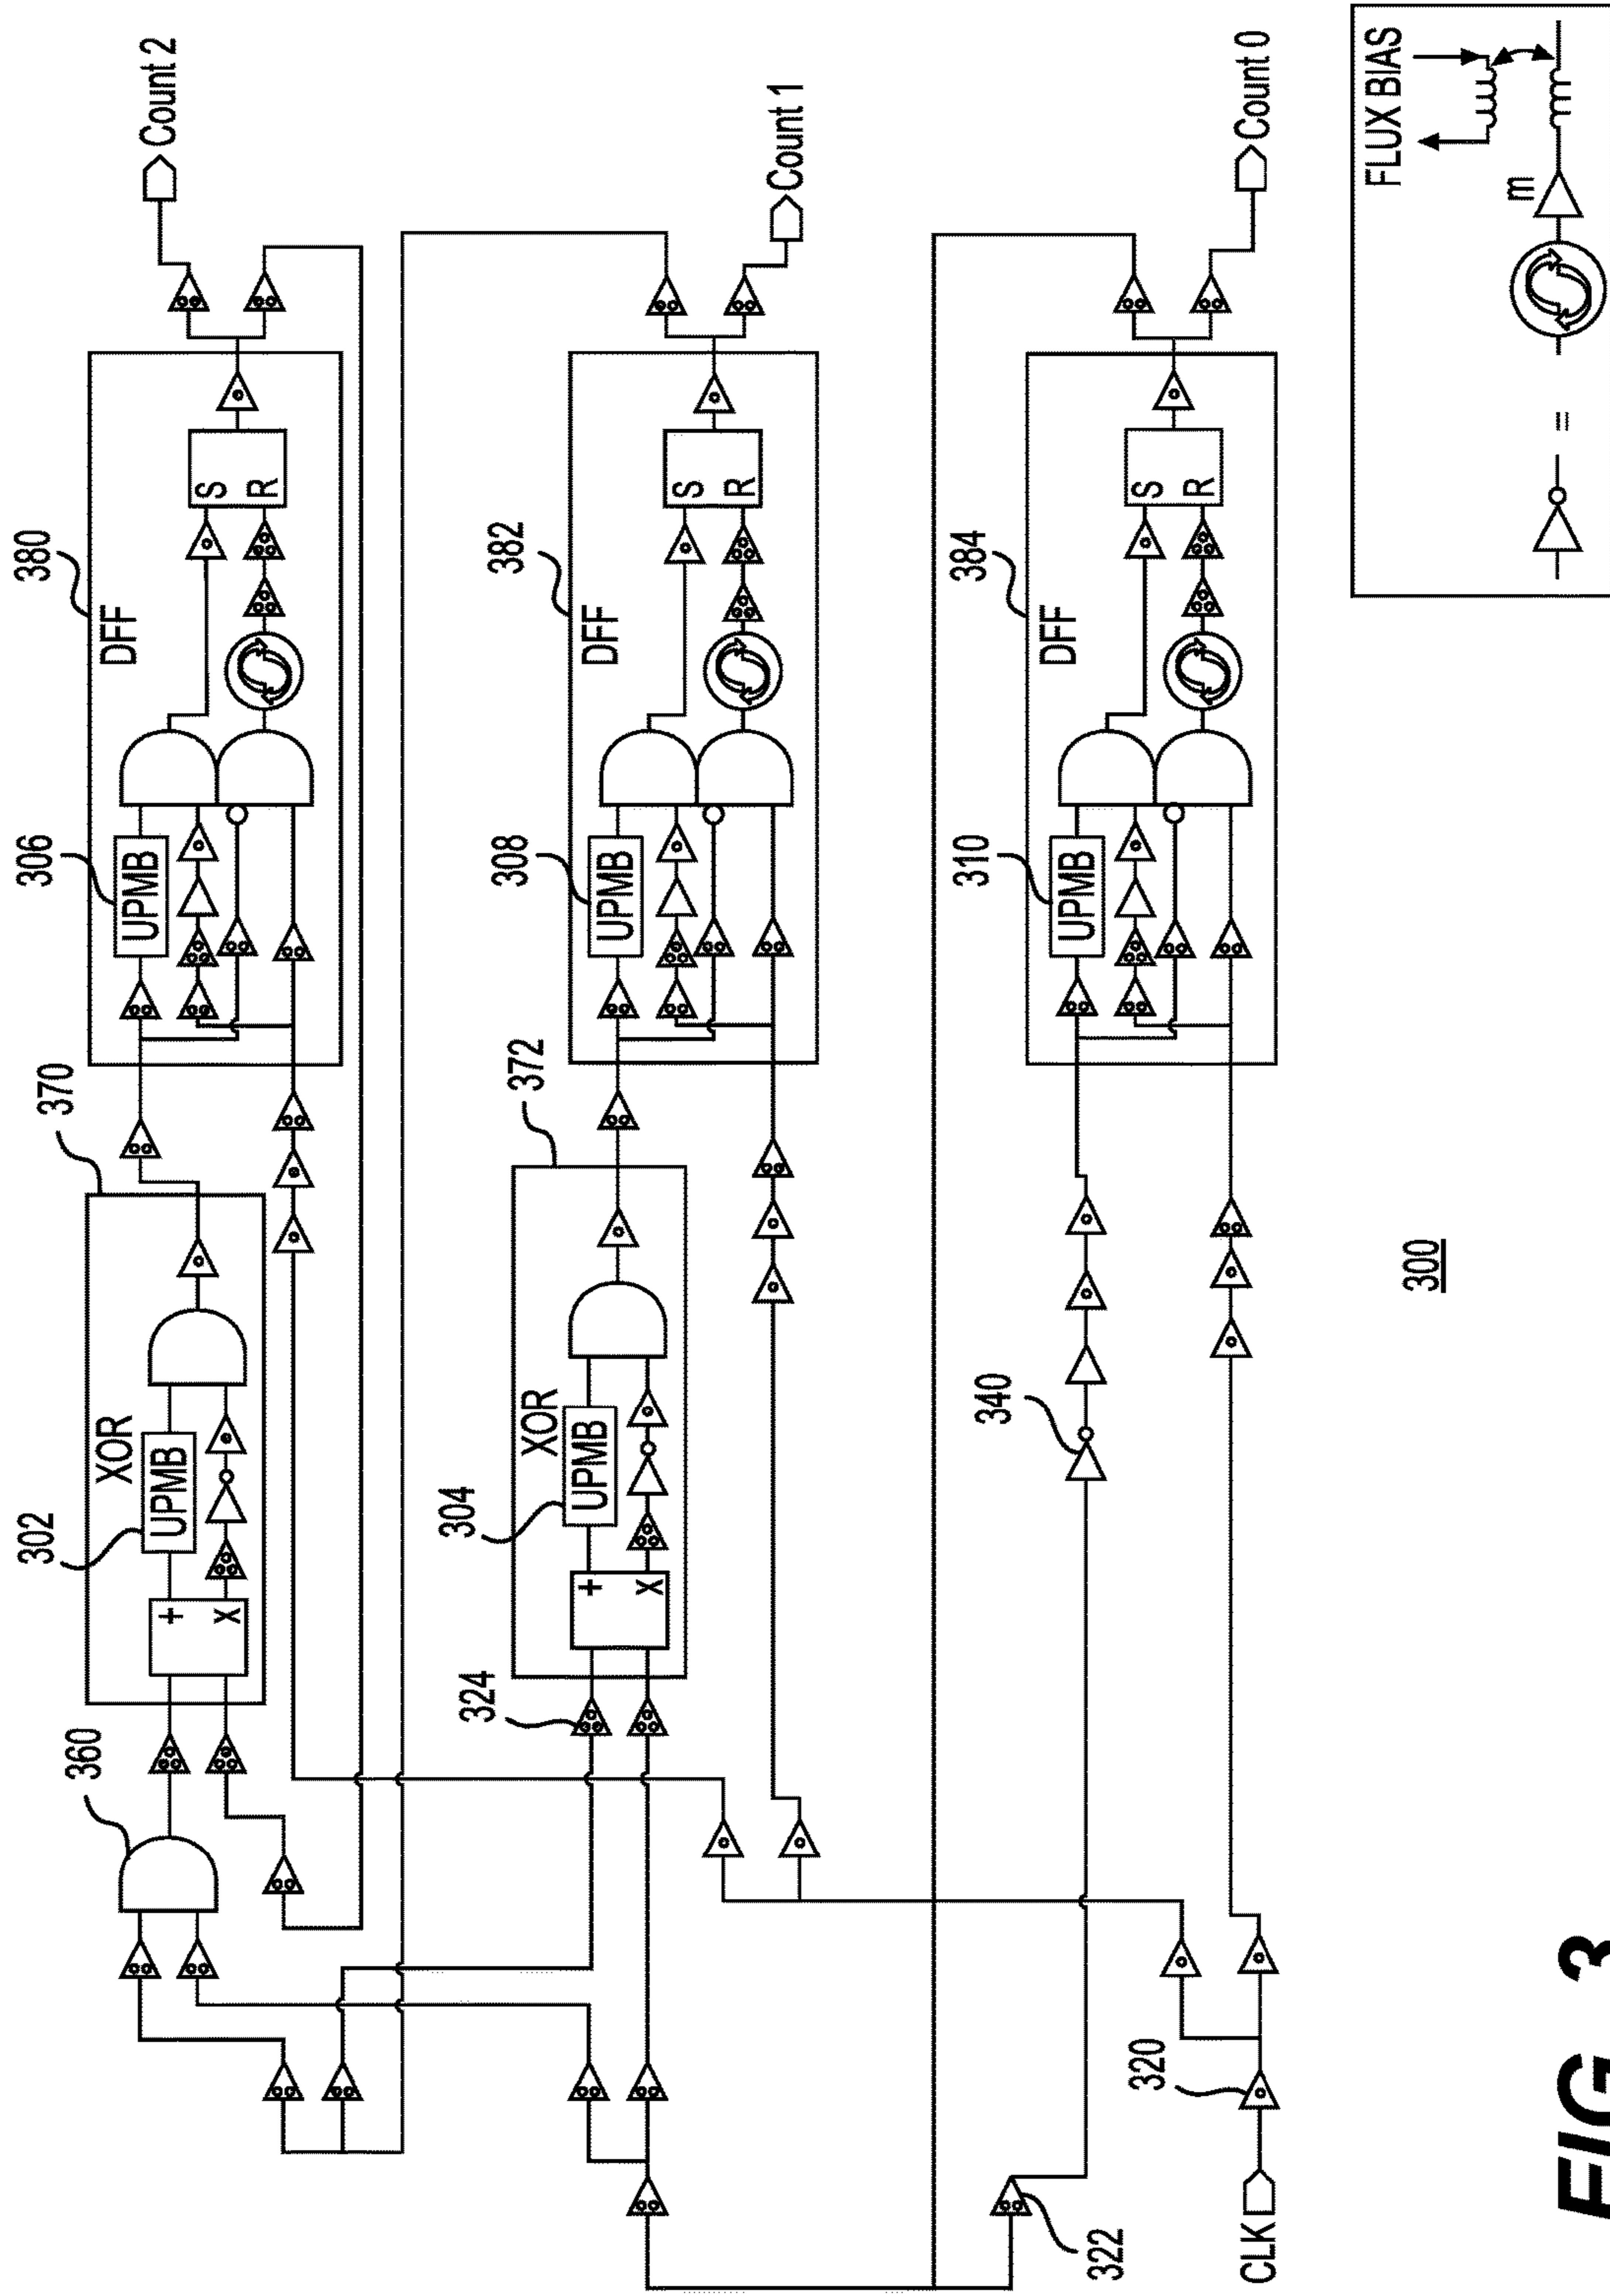 380
DFF
306
UPMB
S
R
Count 2
370
XOR
302
UPMB
+
X
360
382
DFF
308
UPMB
S
R
Count 1
372
XOR
304
UPMB
+
X
324
384
DFF
310
UPMB
S
R
Count 0
340
322
320
CLK
=
m
FLUX BIAS
300
FIG. 3